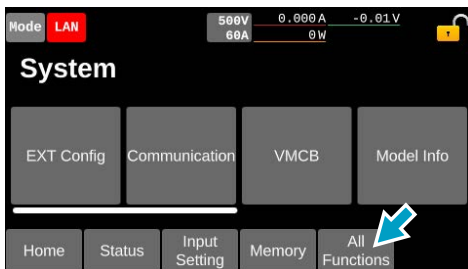 Mode LAN 500V 0.000A -0.01V
60A 0W
System
EXT Config Communication VMCB Model Info
Home Status Input Setting Memory All Functions